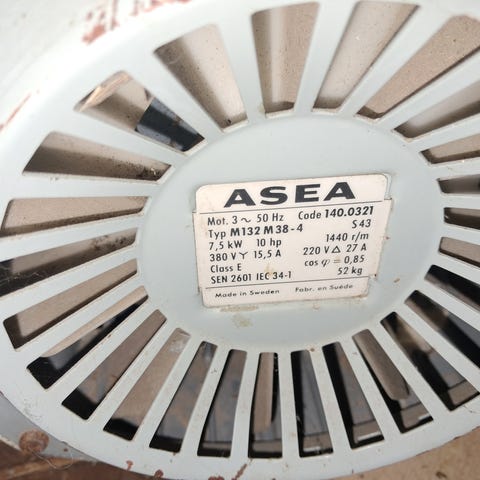 ASEA
Mot. 3~ 50 Hz Code 140.0321
Typ M132 M38-4 S43
7,5 kW 10 hp 1440 r/m
380 V Y 15,5 A 220 V △ 27 A
Class E cos φ = 0,85
SEN 2601 IEC 34-1 52 kg
Made in Sweden Fabr. en Suède